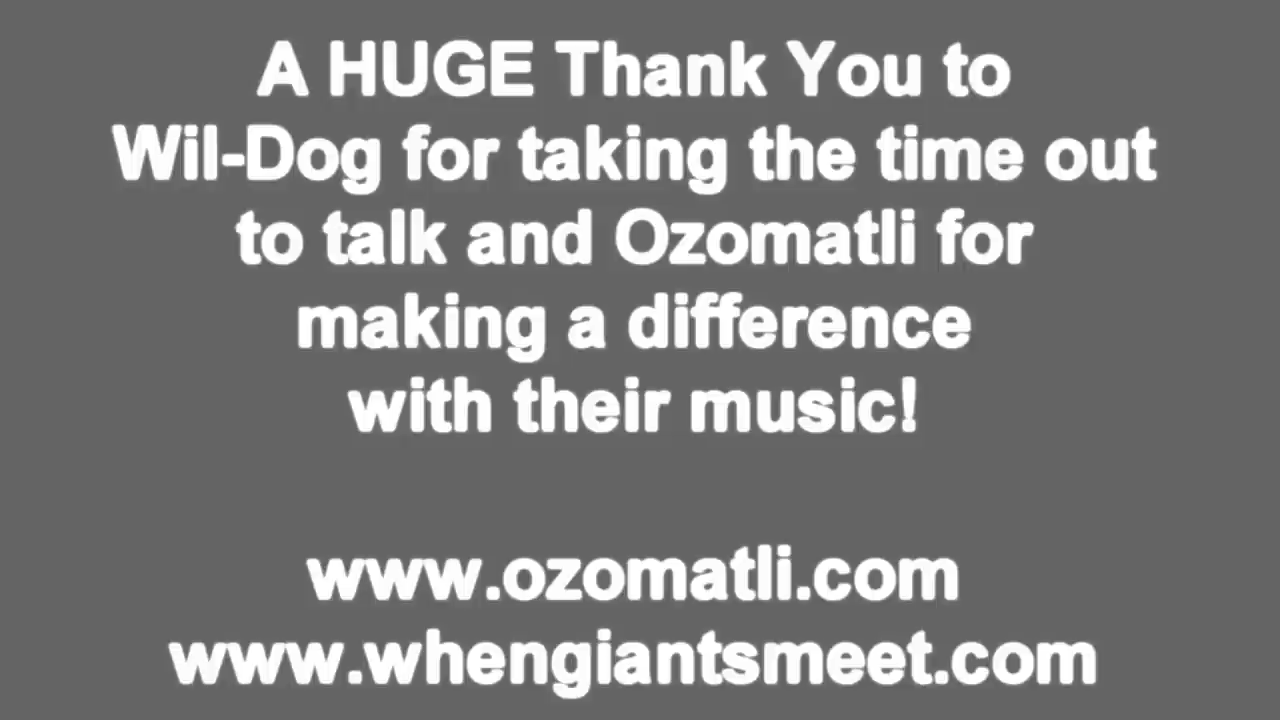 A HUGE Thank You to
Wil-Dog for taking the time out
to talk and Ozomatli for
making a difference
with their music!
www.ozomatli.com
www.whengiantsmeet.com